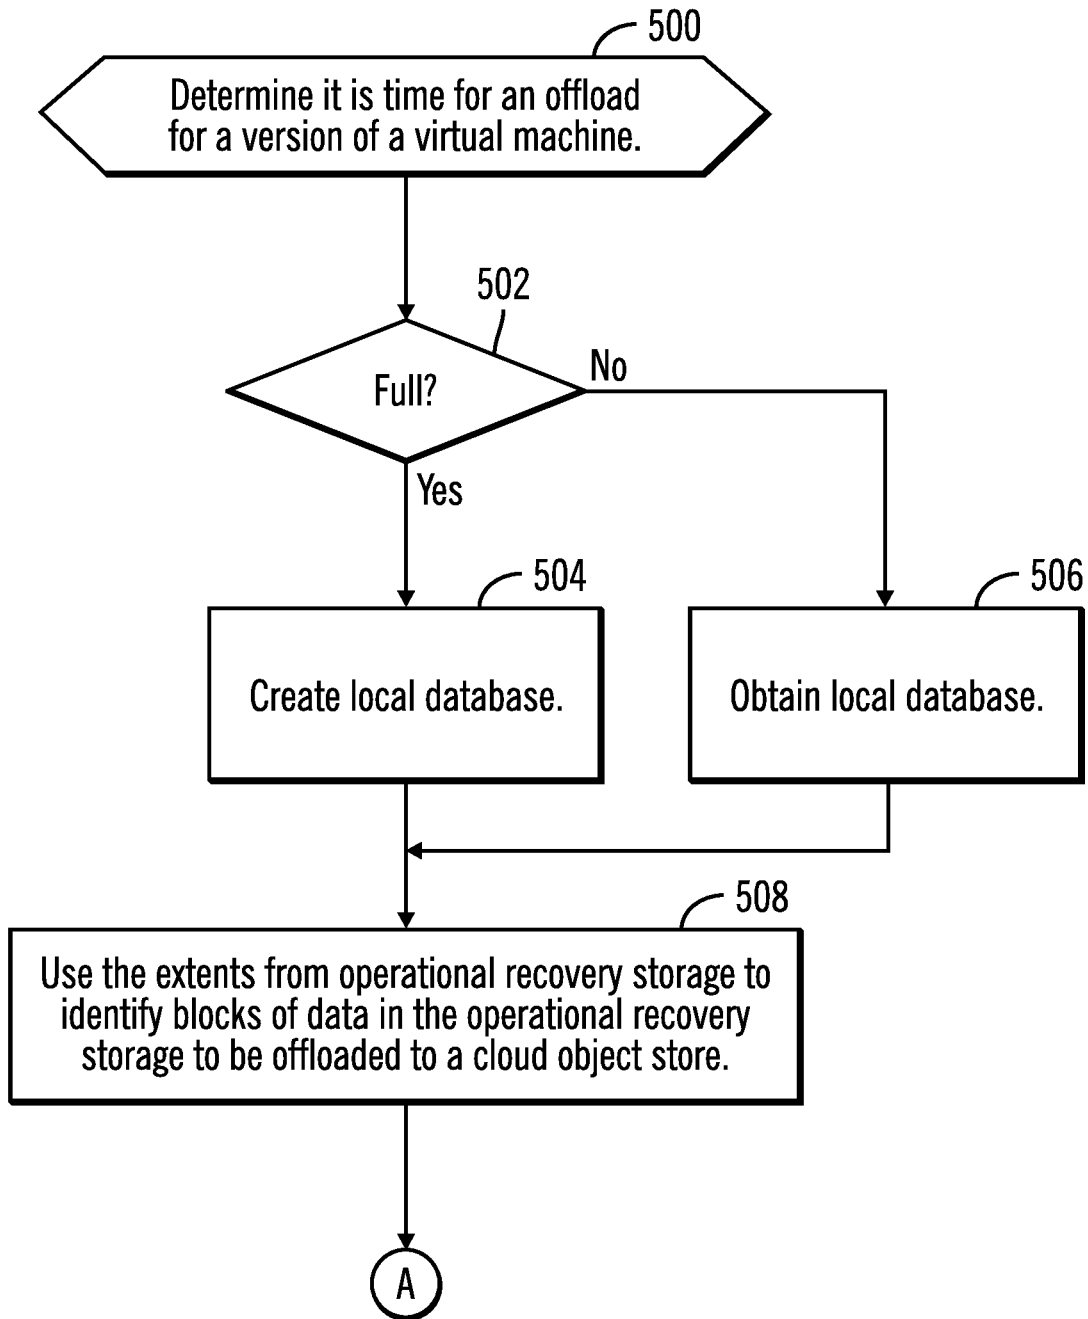 500
Determine it is time for an offload
for a version of a virtual machine.
502
Full?
No
Yes
504
506
Create local database.
Obtain local database.
508
Use the extents from operational recovery storage to
identify blocks of data in the operational recovery
storage to be offloaded to a cloud object store.
A